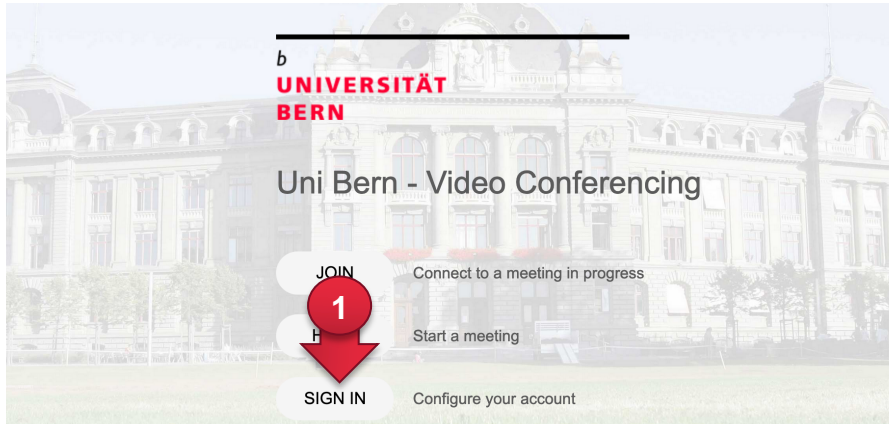 b
UNIVERSITÄT
BERN
Uni Bern - Video Conferencing
JOIN Connect to a meeting in progress
1
Start a meeting
SIGN IN Configure your account